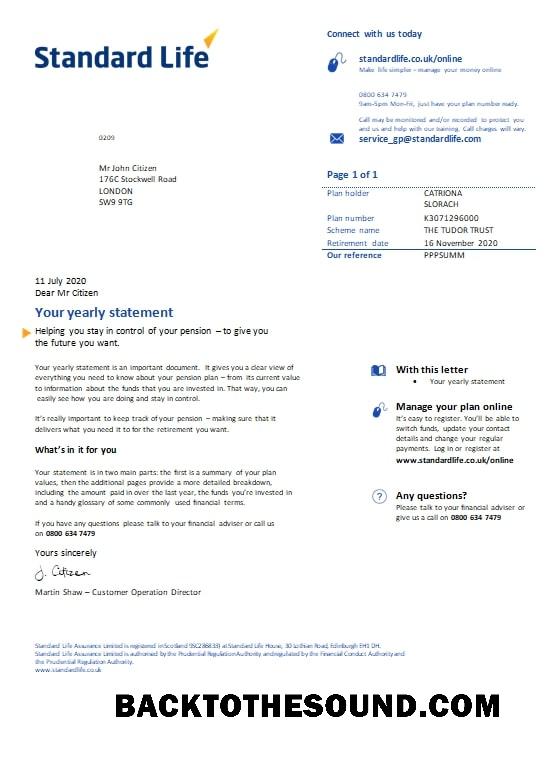 Standard Life
Connect with us today
standardlife.co.uk/online
Make life simpler - manage your money online
0800 634 7479
9am-5pm Mon-Fri, just have your plan number ready.
Call may be monitored and/or recorded to protect you
and us and help with our training. Call charges will vary.
service_gp@standardlife.com
0209
Mr John Citizen
176C Stockwell Road
LONDON
SW9 9TG
Page 1 of 1
Plan holder CATRIONA
SLORACH
Plan number K3071296000
Scheme name THE TUDOR TRUST
Retirement date 16 November 2020
Our reference PPPSUMM
11 July 2020
Dear Mr Citizen
Your yearly statement
Helping you stay in control of your pension – to give you
the future you want.
Your yearly statement is an important document. It gives you a clear view of
everything you need to know about your pension plan – from its current value
to information about the funds that you are invested in. That way, you can
easily see how you are doing and stay in control.
It's really important to keep track of your pension – making sure that it
delivers what you need it to for the retirement you want.
What's in it for you
Your statement is in two main parts: the first is a summary of your plan
values, then the additional pages provide a more detailed breakdown,
including the amount paid in over the last year, the funds you're invested in
and a handy glossary of some commonly used financial terms.
If you have any questions please talk to your financial adviser or call us
on 0800 634 7479
Yours sincerely
J. Citizen
Martin Shaw – Customer Operation Director
With this letter
• Your yearly statement
Manage your plan online
It's easy to register. You'll be able to
switch funds, update your contact
details and change your regular
payments. Log in or register at
www.standardlife.co.uk/online
?
Any questions?
Please talk to your financial adviser or
give us a call on 0800 634 7479
Standard Life Assurance Limited is registered in Scotland (SC286833) at Standard Life House, 30 Lothian Road, Edinburgh EH1 DH.
Standard Life Assurance Limited is authorised by the Prudential Regulation Authority and regulated by the Financial Conduct Authority and
the Prudential Regulation Authority.
www.standardlife.co.uk
BACKTOTHESOUND.COM